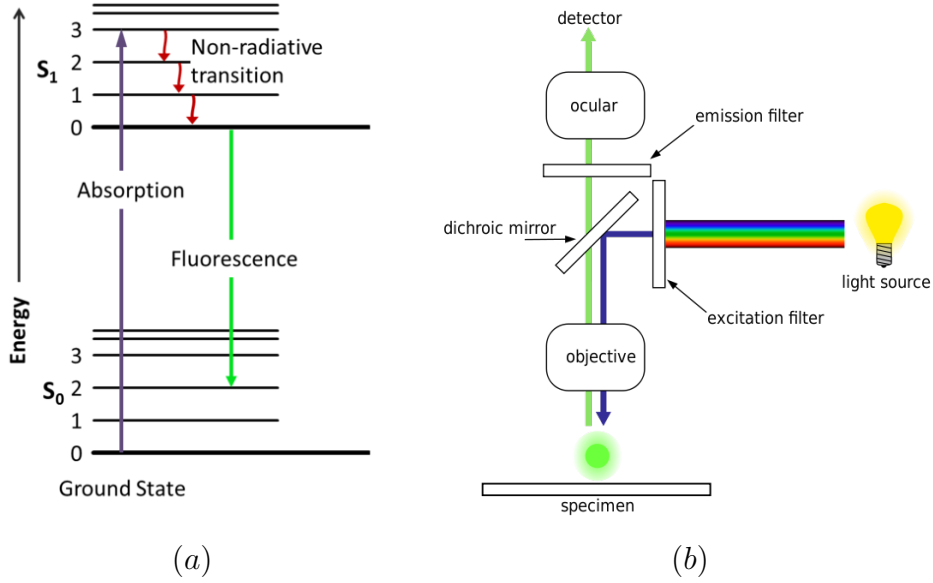 3
2
1
0
S1
Non-radiative
transition
Absorption
Fluorescence
Energy
3
2
1
0
S0
Ground State
(a)
detector
ocular
emission filter
dichroic mirror
light source
excitation filter
objective
specimen
(b)